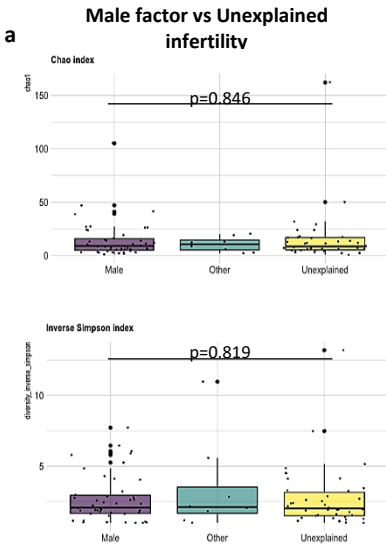 Male factor vs Unexplained
infertility
a
Chao index
chao1
p=0.846
150
100
50
0
Male Other Unexplained
Inverse Simpson index
diversity_inverse_simpson
p=0.819
10
5
Male Other Unexplained